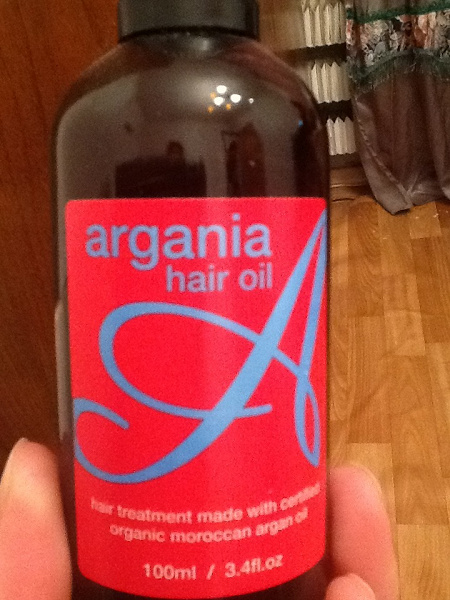 argania
hair oil
A
hair treatment made with certified
organic moroccan argan oil
100ml / 3.4fl.oz